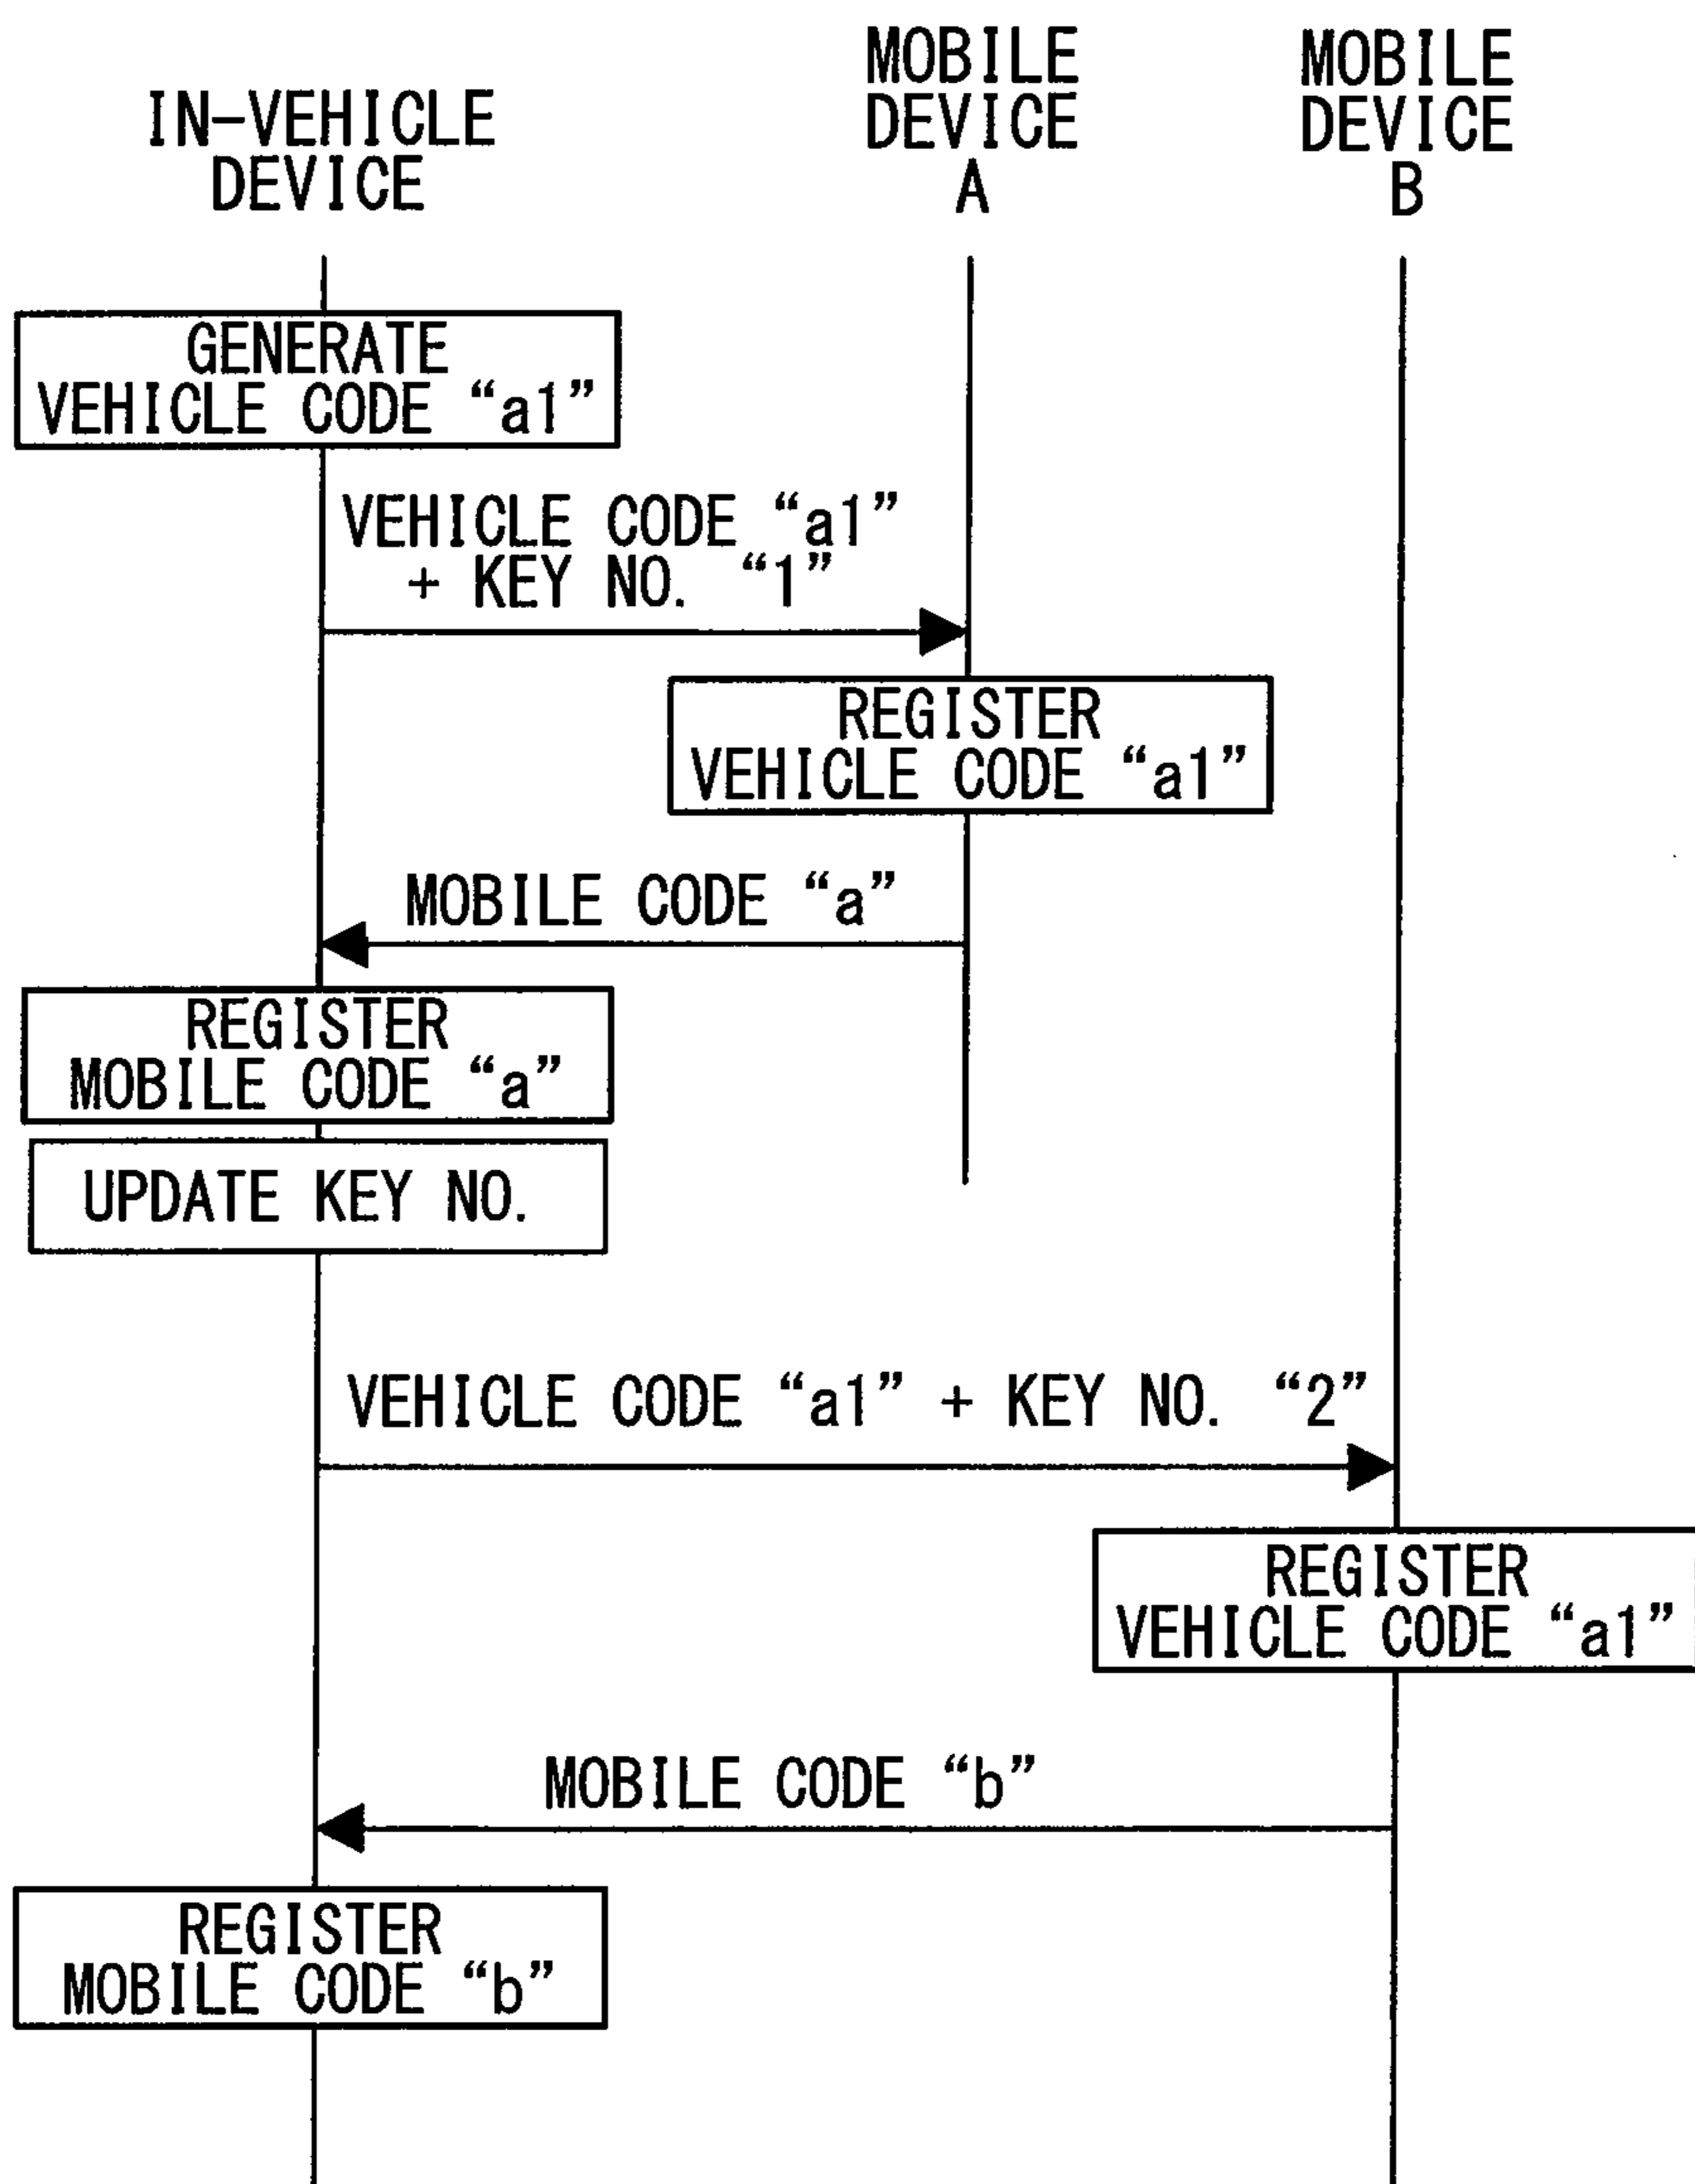 IN-VEHICLE
DEVICE
MOBILE
DEVICE
A
MOBILE
DEVICE
B
GENERATE
VEHICLE CODE “a1”
VEHICLE CODE “a1”
+ KEY NO. “1”
REGISTER
VEHICLE CODE “a1”
MOBILE CODE “a”
REGISTER
MOBILE CODE “a”
UPDATE KEY NO.
VEHICLE CODE “a1” + KEY NO. “2”
REGISTER
VEHICLE CODE “a1”
MOBILE CODE “b”
REGISTER
MOBILE CODE “b”